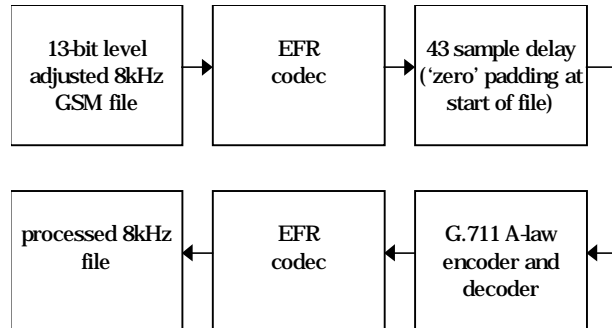 13-bit level
adjusted 8kHz
GSM file
EFR
codec
43 sample delay
('zero' padding at
start of file)
processed 8kHz
file
EFR
codec
G.711 A-law
encoder and
decoder